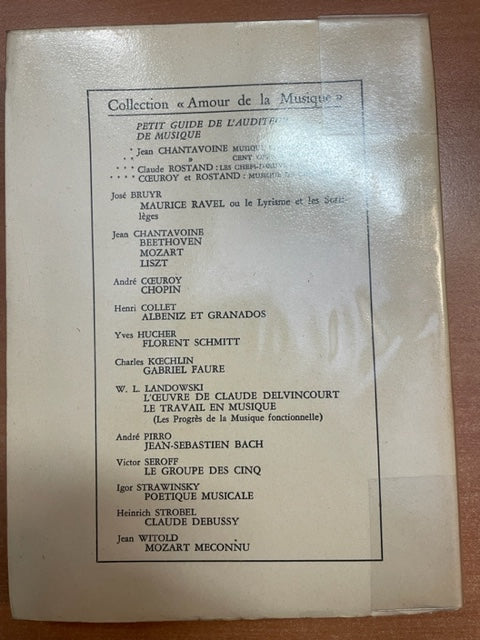 Collection « Amour de la Musique »
PETIT GUIDE DE L'AUDITEUR
DE MUSIQUE
* Jean CHANTAVOINE MUSIQUE
** » CENT
*** Claude ROSTAND : LES CHEFS-D'ŒUVRE
**** CŒUROY et ROSTAND : MUSIQUE
José BRUYR
MAURICE RAVEL ou le Lyrisme et les Sorti-
lèges
Jean CHANTAVOINE
BEETHOVEN
MOZART
LISZT
André CŒUROY
CHOPIN
Henri COLLET
ALBENIZ ET GRANADOS
Yves HUCHER
FLORENT SCHMITT
Charles KŒCHLIN
GABRIEL FAURE
W. L. LANDOWSKI
L'ŒUVRE DE CLAUDE DELVINCOURT
LE TRAVAIL EN MUSIQUE
(Les Progrès de la Musique fonctionnelle)
André PIRRO
JEAN-SEBASTIEN BACH
Victor SEROFF
LE GROUPE DES CINQ
Igor STRAWINSKY
POETIQUE MUSICALE
Heinrich STROBEL
CLAUDE DEBUSSY
Jean WITOLD
MOZART MECONNU